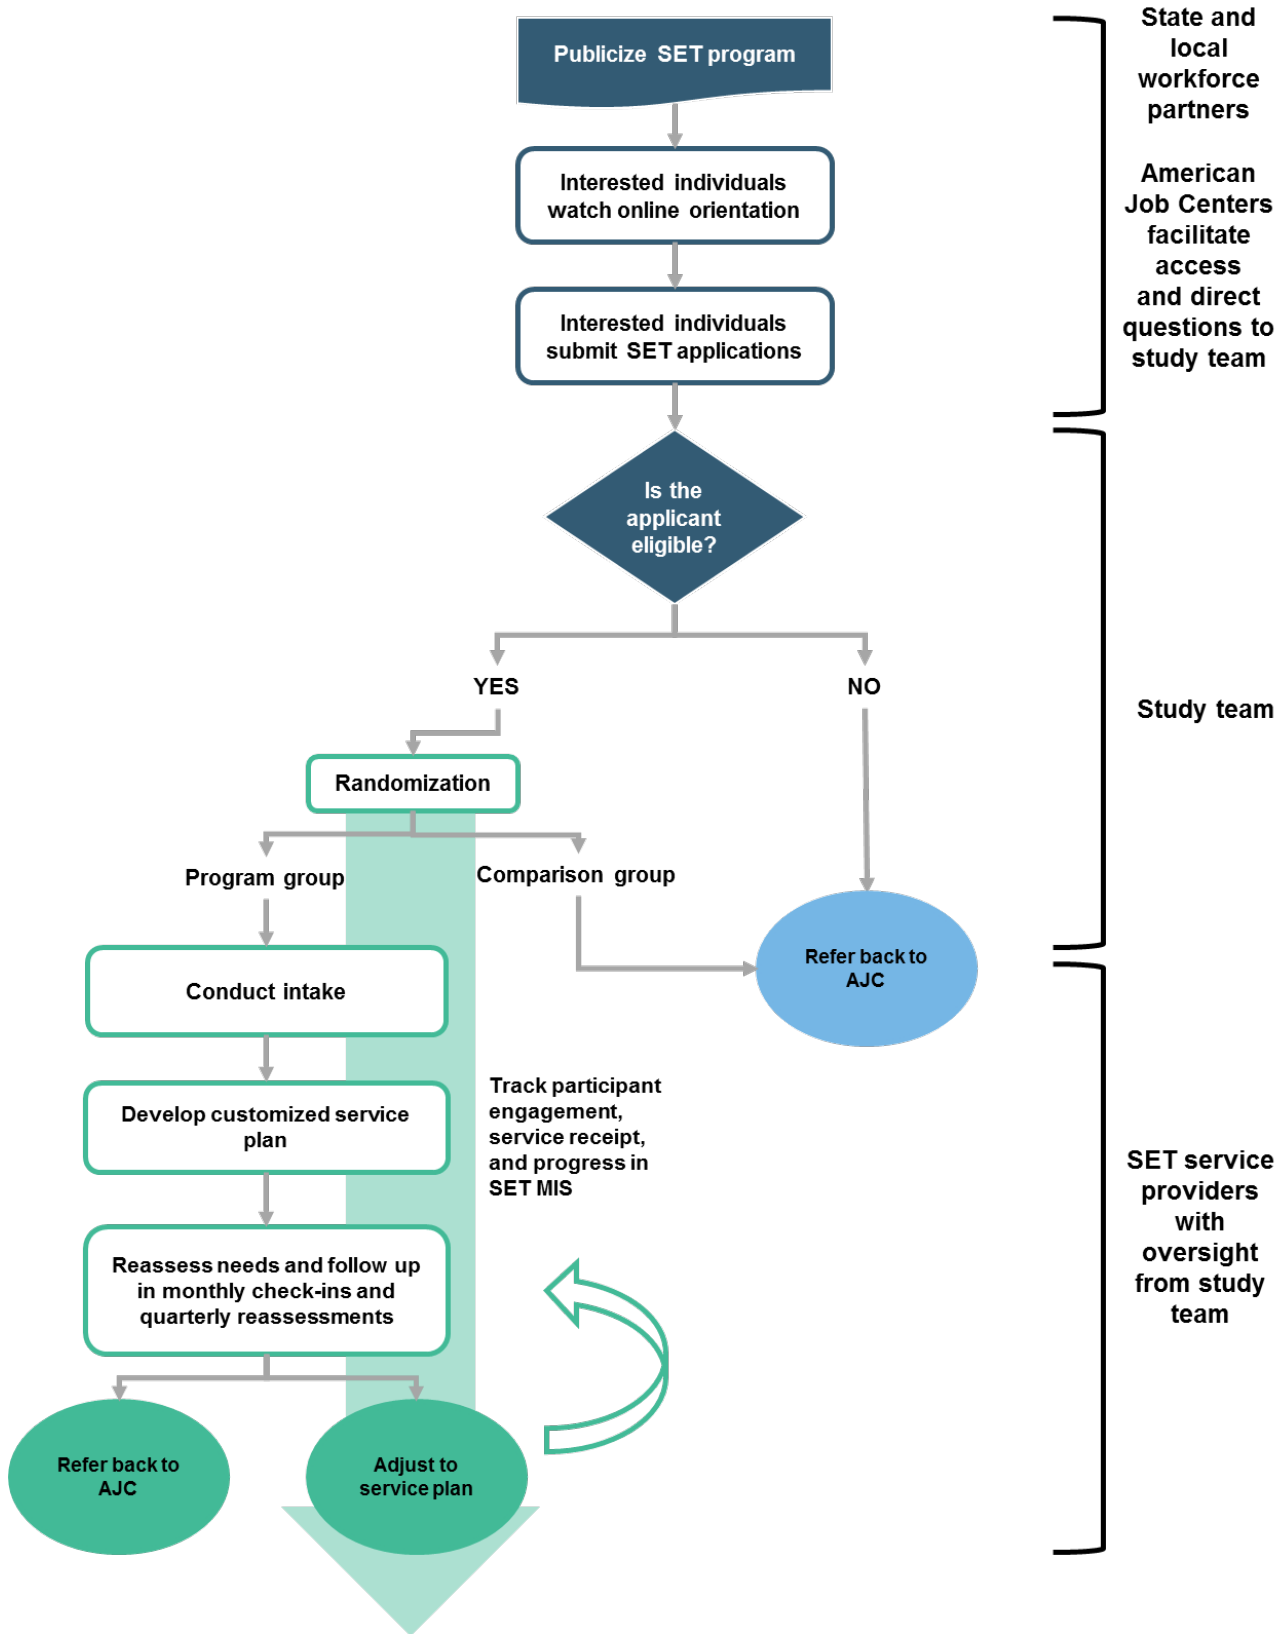 Publicize SET program
Interested individuals
watch online orientation
Interested individuals
submit SET applications
Is the
applicant
eligible?
YES
NO
Randomization
Program group
Comparison group
Refer back to
AJC
Conduct intake
Develop customized service
plan
Track participant
engagement,
service receipt,
and progress in
SET MIS
Reassess needs and follow up
in monthly check-ins and
quarterly reassessments
Refer back to
AJC
Adjust to
service plan
State and
local
workforce
partners
American
Job Centers
facilitate
access
and direct
questions to
study team
Study team
SET service
providers
with
oversight
from study
team